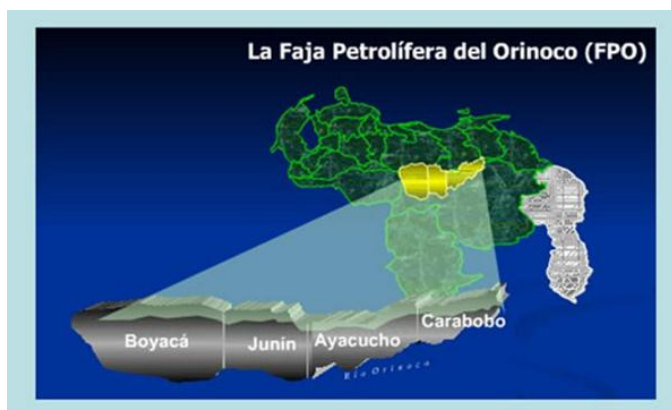 La Faja Petrolífera del Orinoco (FPO)
Boyacá
Junín
Ayacucho
Carabobo
Río Orinoco